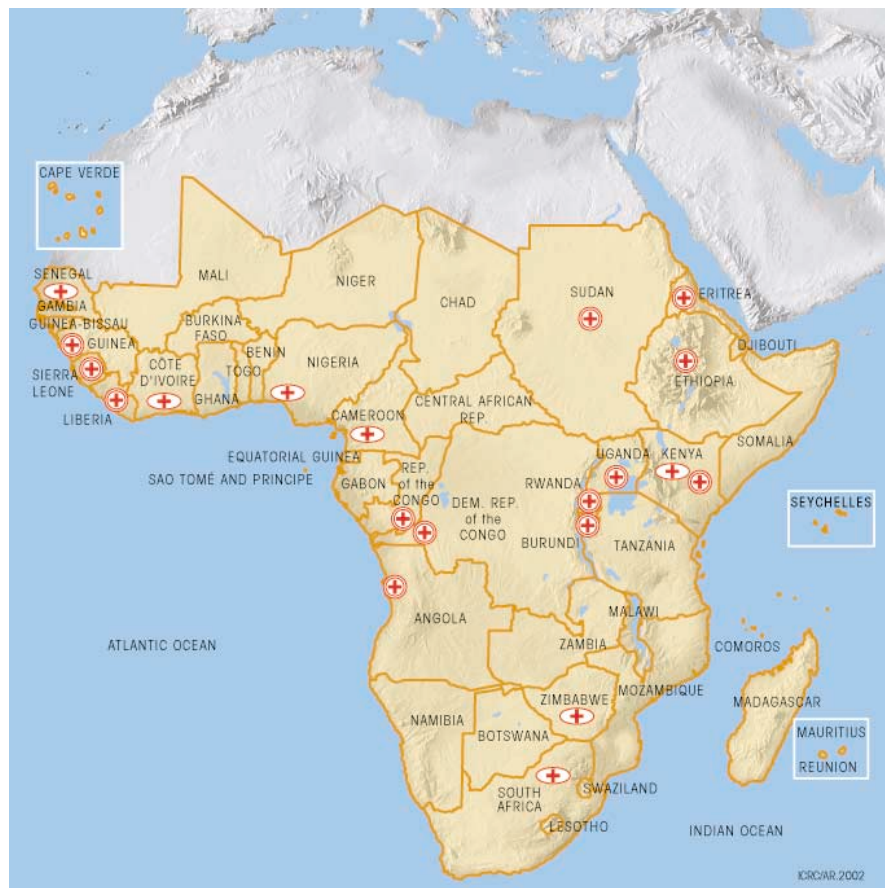 CAPE VERDE
SENEGAL
GAMBIA
GUINEA-BISSAU
GUINEA
SIERRA
LEONE
LIBERIA
MALI
BURKINA
FASO
CÔTE
D'IVOIRE
GHANA
TOGO
BENIN
NIGER
NIGERIA
CHAD
SUDAN
ERITREA
DJIBOUTI
ETHIOPIA
SOMALIA
CAMEROON
CENTRAL AFRICAN
REP.
EQUATORIAL GUINEA
SAO TOMÉ AND PRINCIPE
GABON
REP.
of the
CONGO
DEM. REP.
of the
CONGO
UGANDA
KENYA
RWANDA
BURUNDI
TANZANIA
SEYCHELLES
ANGOLA
MALAWI
ZAMBIA
ATLANTIC OCEAN
COMOROS
MOZAMBIQUE
ZIMBABWE
MADAGASCAR
NAMIBIA
BOTSWANA
MAURITIUS
REUNION
SOUTH
AFRICA
SWAZILAND
LESOTHO
INDIAN OCEAN
ICRC/AR.2002